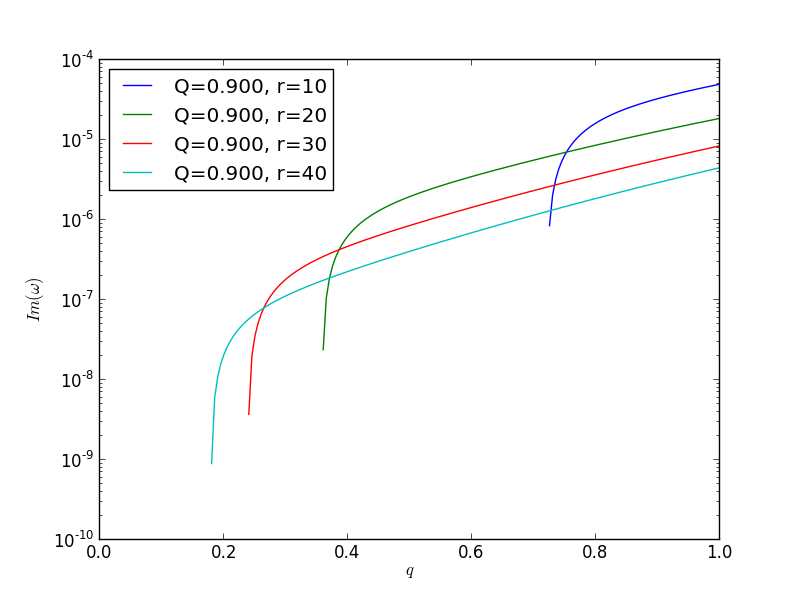 10^-4
10^-5
10^-6
10^-7
10^-8
10^-9
10^-10
Im(ω)
Q=0.900, r=10
Q=0.900, r=20
Q=0.900, r=30
Q=0.900, r=40
0.0 0.2 0.4 0.6 0.8 1.0
q